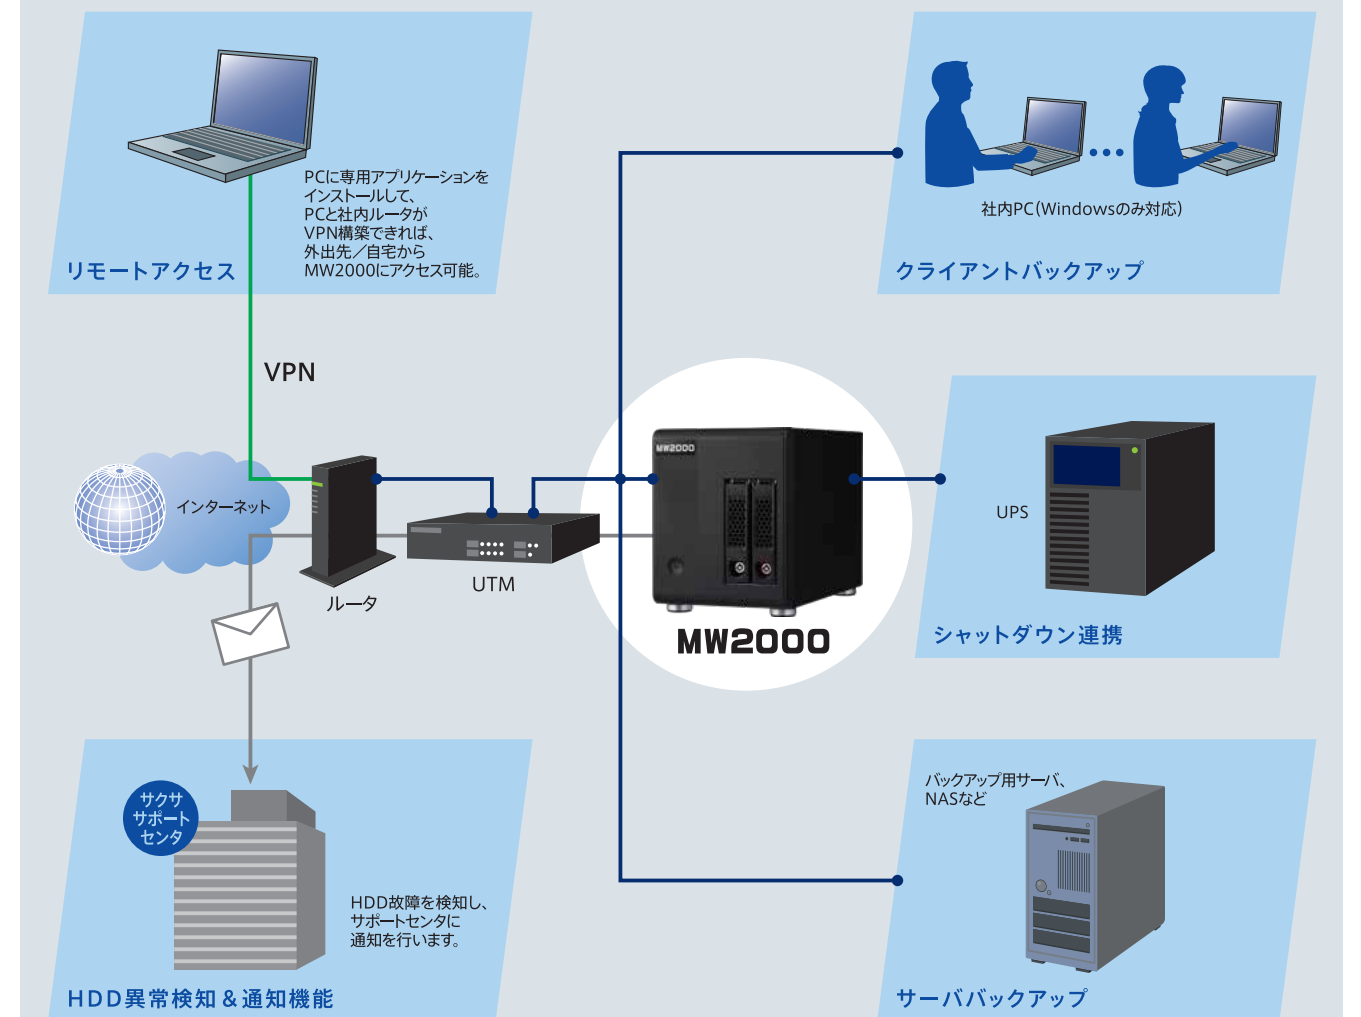 PCに専用アプリケーションを
インストールして、
PCと社内ルータが
VPN構築できれば、
外出先／自宅から
MW2000にアクセス可能。
リモートアクセス
社内PC(Windowsのみ対応)
クライアントバックアップ
VPN
インターネット
ルータ
UTM
MW2000
MW2000
UPS
シャットダウン連携
サクサ
サポート
センタ
HDD故障を検知し、
サポートセンタに
通知を行います。
HDD異常検知＆通知機能
バックアップ用サーバ、
NASなど
サーババックアップ